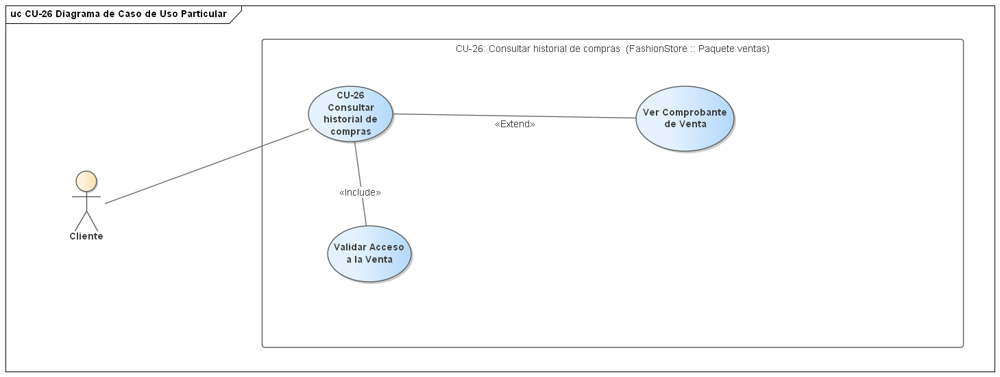 uc CU-26 Diagrama de Caso de Uso Particular
CU-26: Consultar historial de compras (FashionStore :: Paquete ventas)
CU-26
Consultar
historial de
compras
Ver Comprobante
de Venta
«Extend»
«Include»
Cliente
Validar Acceso
a la Venta